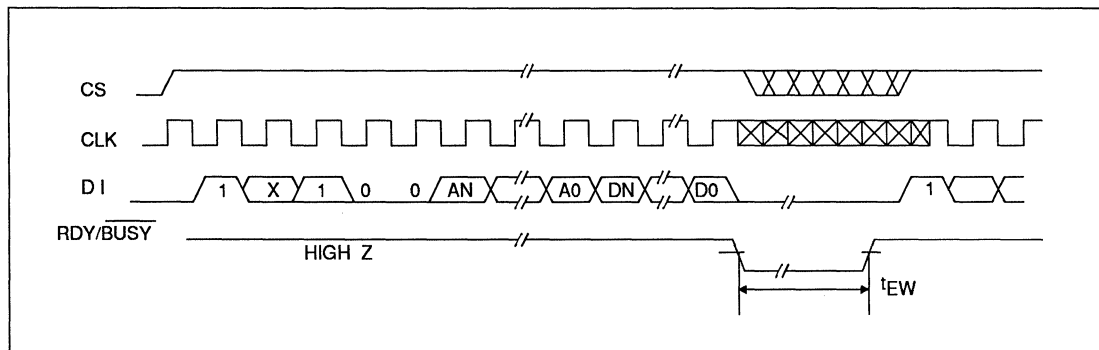 CS
CLK
DI 1 X 1 0 0 AN A0 DN D0 1
RDY/BUSY
HIGH Z
tEW